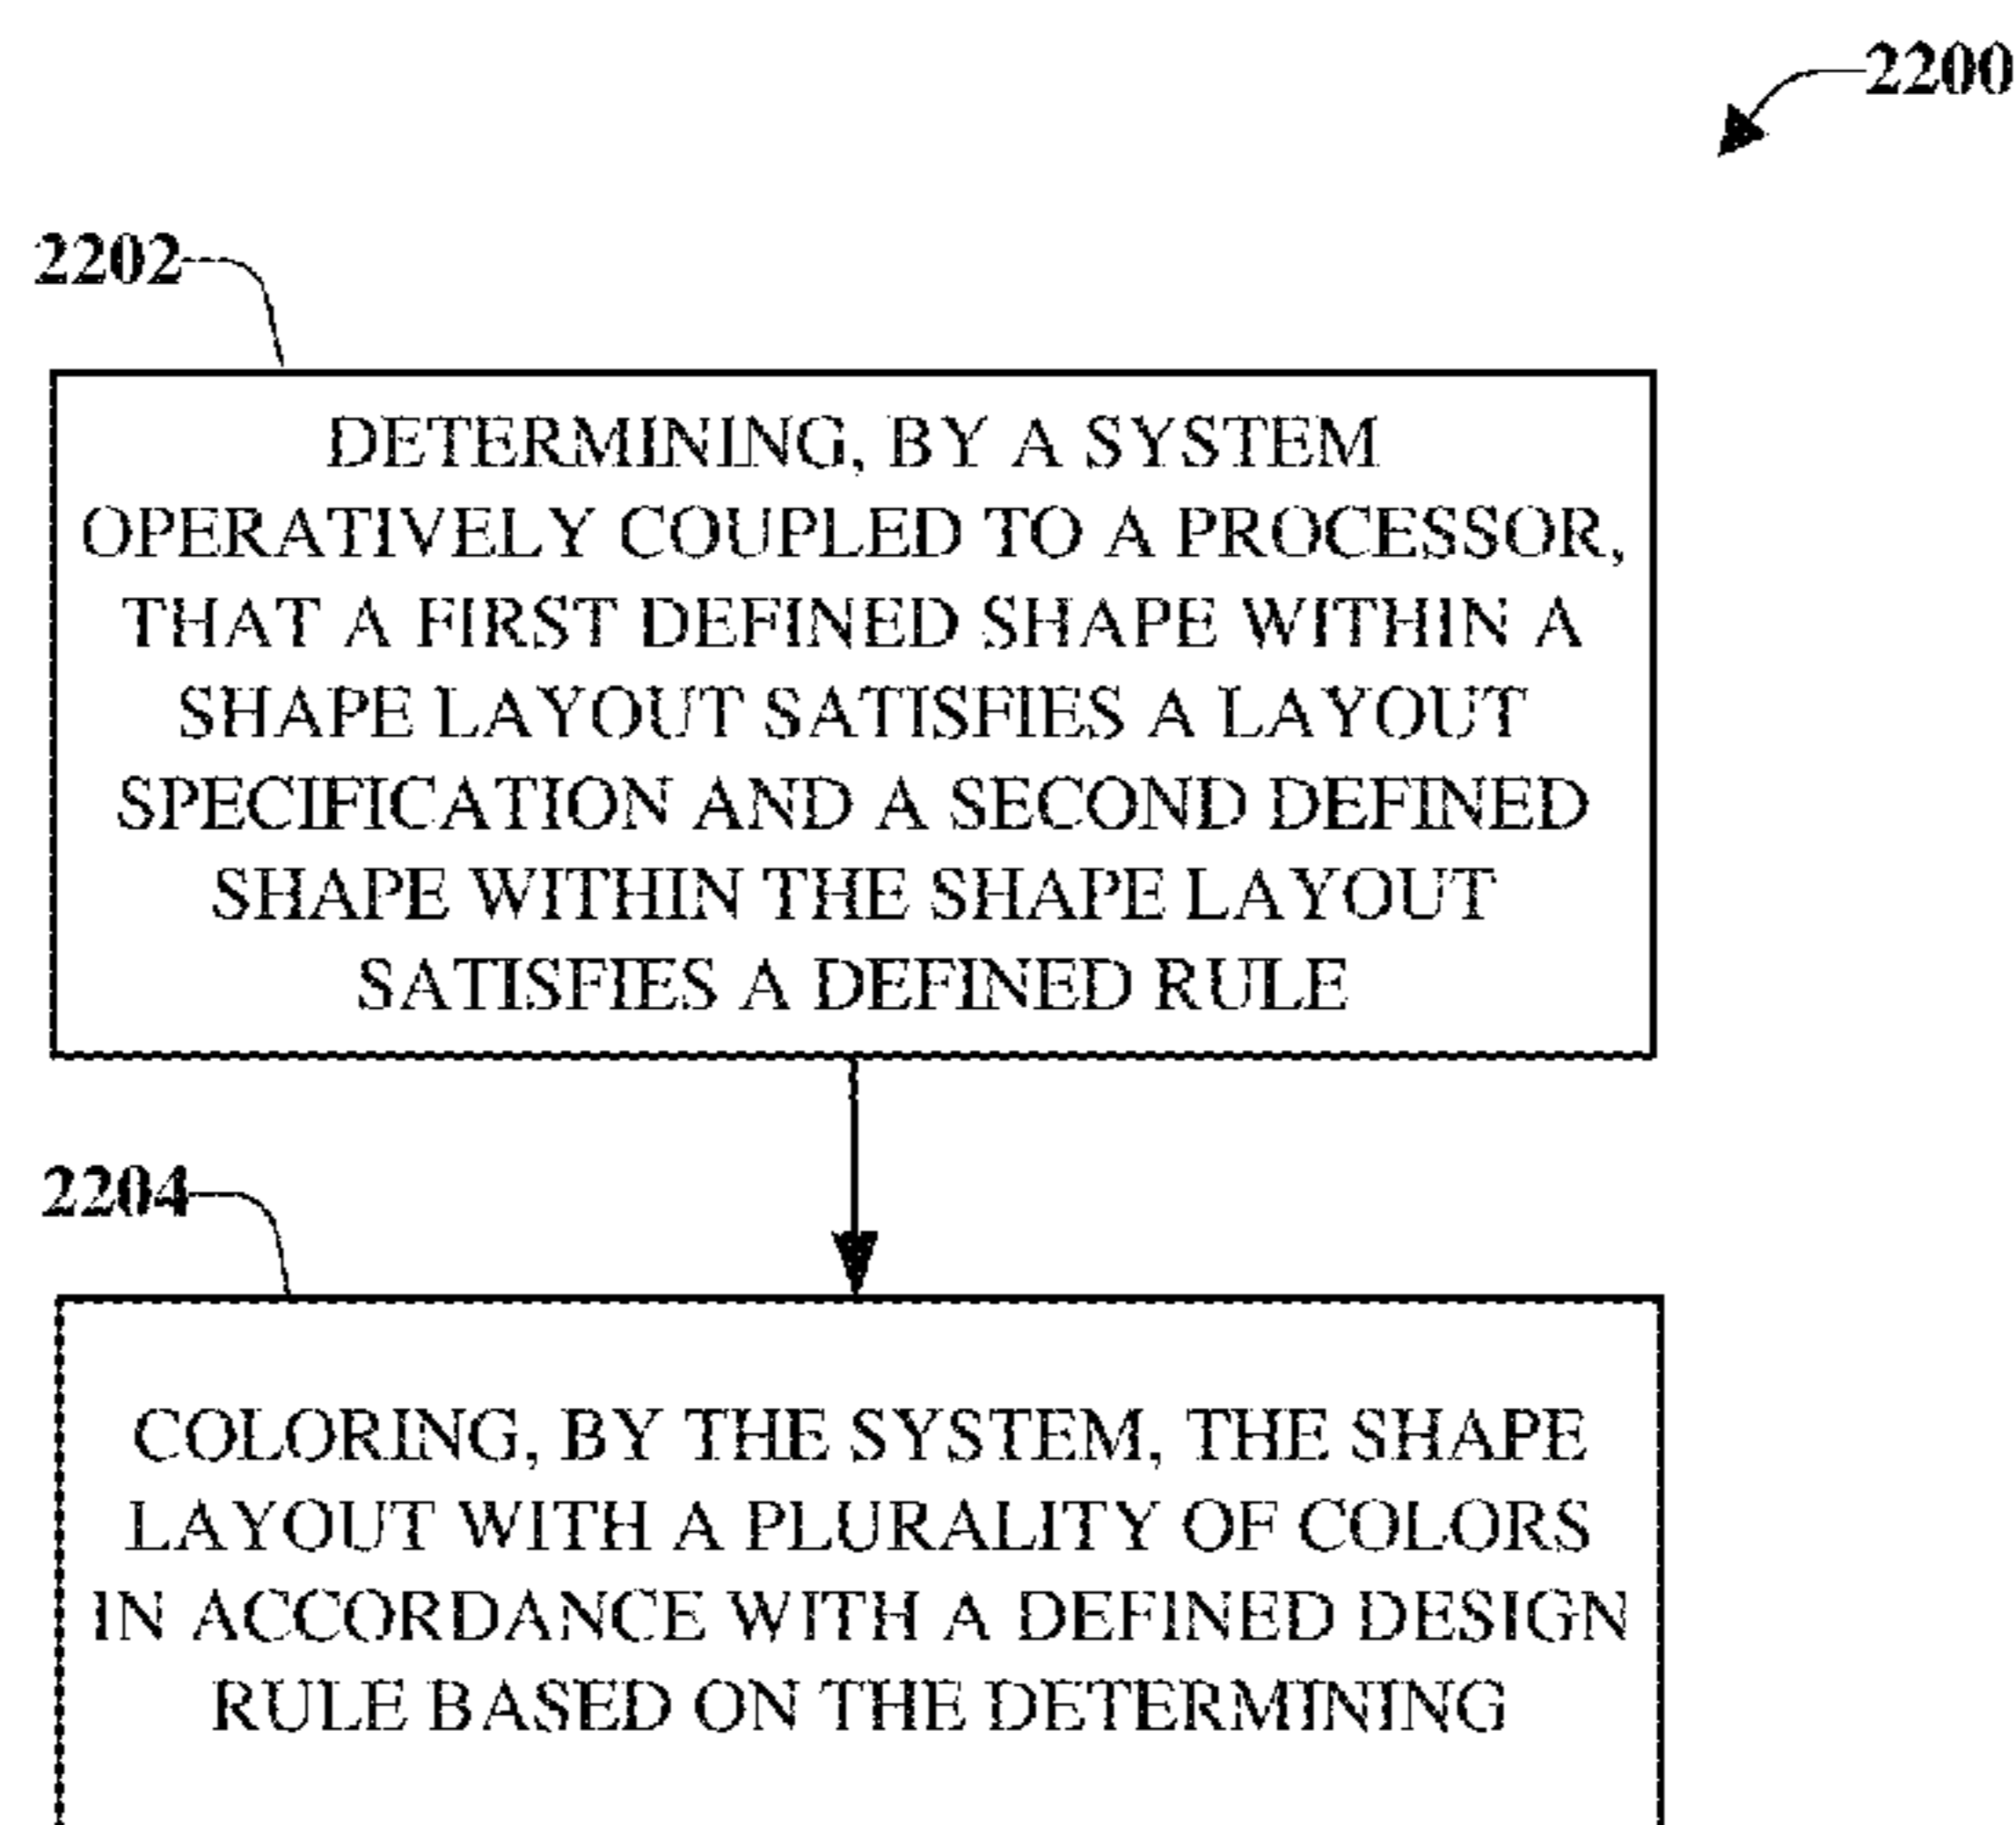 2200
2202
DETERMINING, BY A SYSTEM
OPERATIVELY COUPLED TO A PROCESSOR,
THAT A FIRST DEFINED SHAPE WITHIN A
SHAPE LAYOUT SATISFIES A LAYOUT
SPECIFICATION AND A SECOND DEFINED
SHAPE WITHIN THE SHAPE LAYOUT
SATISFIES A DEFINED RULE
2204
COLORING, BY THE SYSTEM, THE SHAPE
LAYOUT WITH A PLURALITY OF COLORS
IN ACCORDANCE WITH A DEFINED DESIGN
RULE BASED ON THE DETERMINING